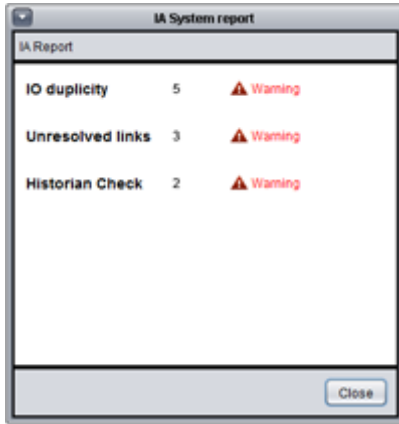 IA System report
IA Report
IO duplicity 5 Warning
Unresolved links 3 Warning
Historian Check 2 Warning
Close